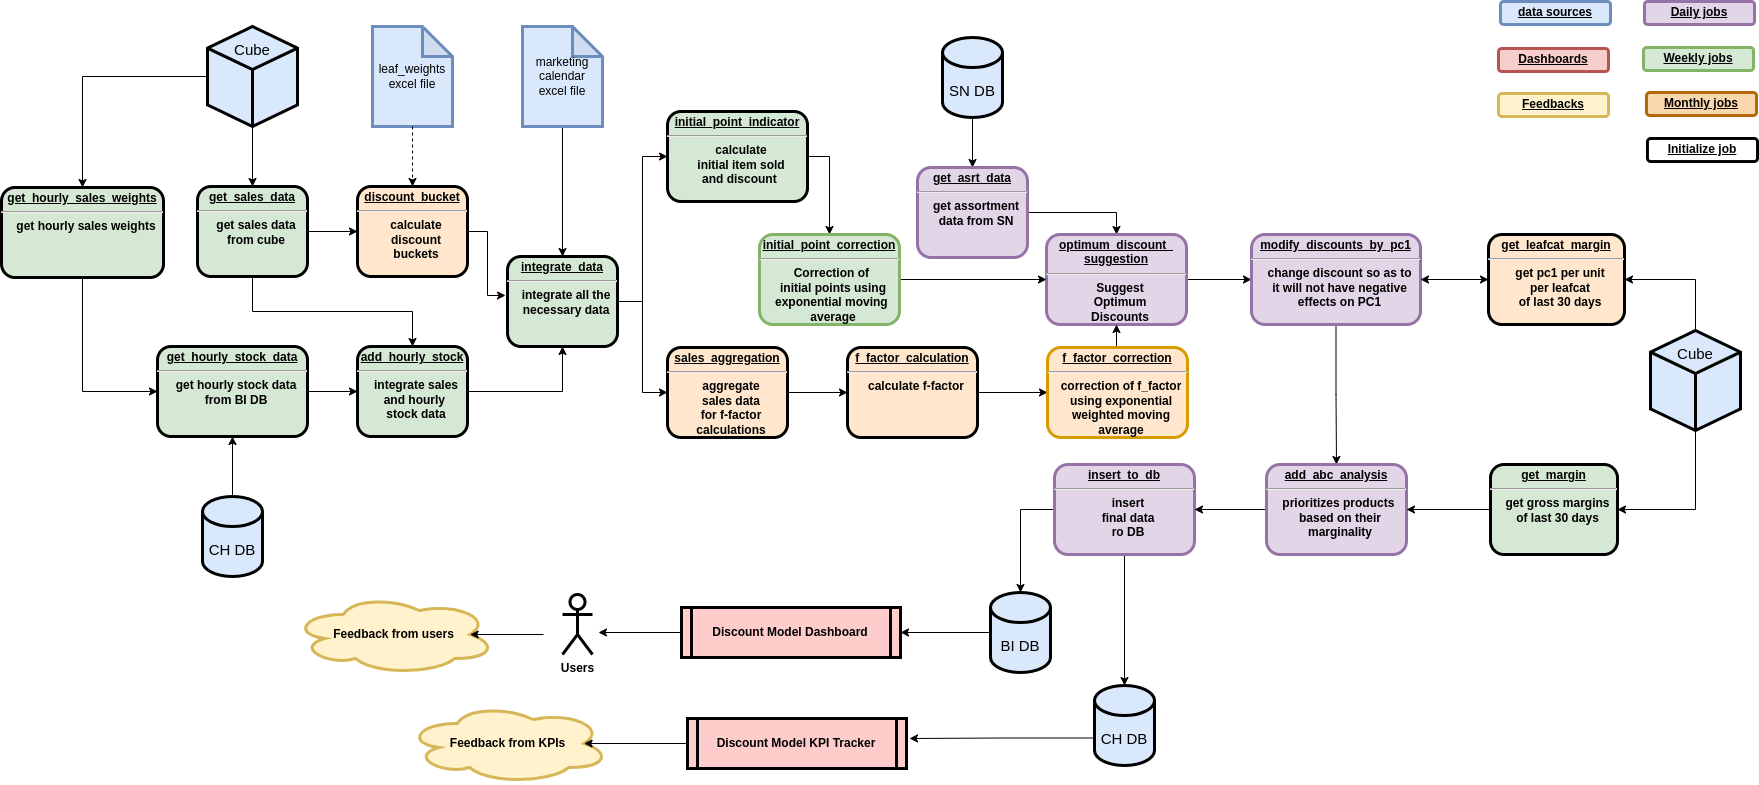 data sources
Daily jobs
Dashboards
Weekly jobs
Feedbacks
Monthly jobs
Initialize job
Cube
leaf_weights
excel file
marketing
calendar
excel file
SN DB
initial_point_indicator
calculate
initial item sold
and discount
get_asrt_data
get assortment
data from SN
get_hourly_sales_weights
get hourly sales weights
get_sales_data
get sales data
from cube
discount_bucket
calculate
discount
buckets
integrate_data
integrate all the
necessary data
initial_point_correction
Correction of
initial points using
exponential moving
average
optimum_discount_
suggestion
Suggest
Optimum
Discounts
modify_discounts_by_pc1
change discount so as to
it will not have negative
effects on PC1
get_leafcat_margin
get pc1 per unit
per leafcat
of last 30 days
Cube
get_hourly_stock_data
get hourly stock data
from BI DB
add_hourly_stock
integrate sales
and hourly
stock data
sales_aggregation
aggregate
sales data
for f-factor
calculations
f_factor_calculation
calculate f-factor
f_factor_correction
correction of f_factor
using exponential
weighted moving
average
insert_to_db
insert
final data
ro DB
add_abc_analysis
prioritizes products
based on their
marginality
get_margin
get gross margins
of last 30 days
CH DB
Feedback from users
Users
Discount Model Dashboard
BI DB
Feedback from KPIs
Discount Model KPI Tracker
CH DB